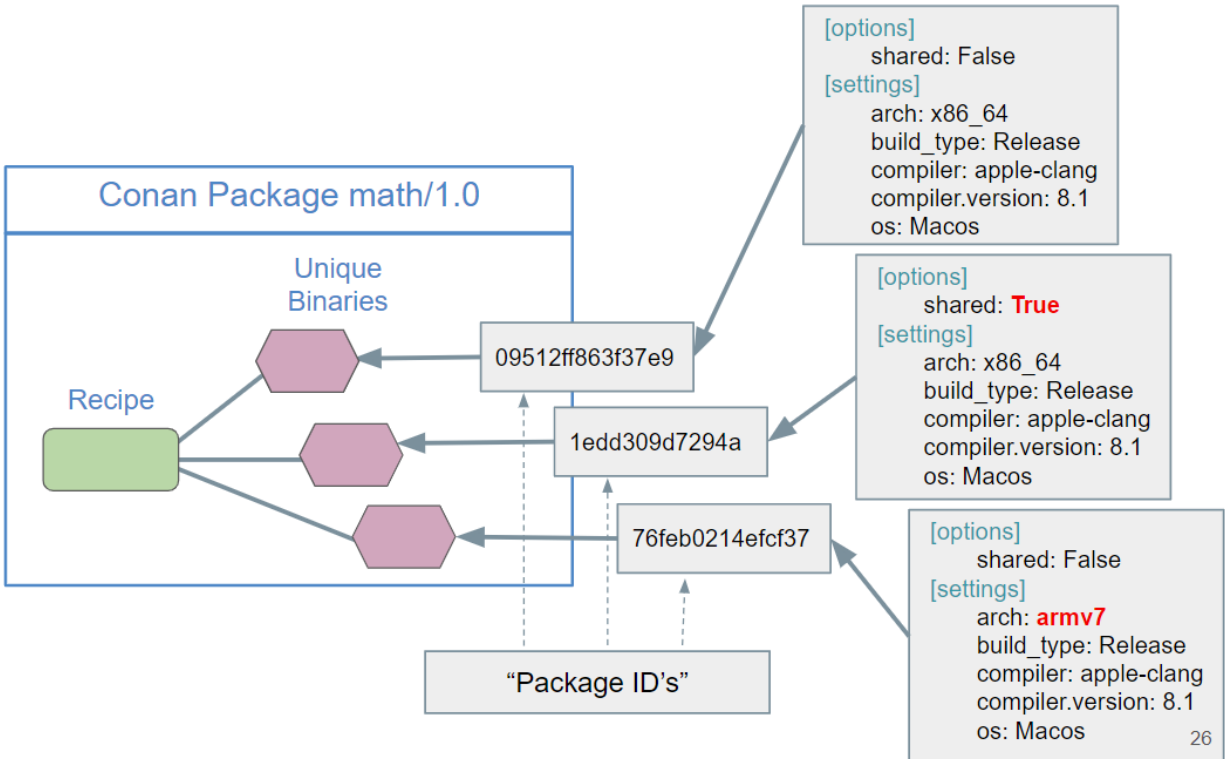 Conan Package math/1.0
Unique
Binaries
Recipe
09512ff863f37e9
1edd309d7294a
76feb0214efcf37
“Package ID’s”
[options]
shared: False
[settings]
arch: x86_64
build_type: Release
compiler: apple-clang
compiler.version: 8.1
os: Macos
[options]
shared: True
[settings]
arch: x86_64
build_type: Release
compiler: apple-clang
compiler.version: 8.1
os: Macos
[options]
shared: False
[settings]
arch: armv7
build_type: Release
compiler: apple-clang
compiler.version: 8.1
os: Macos
26